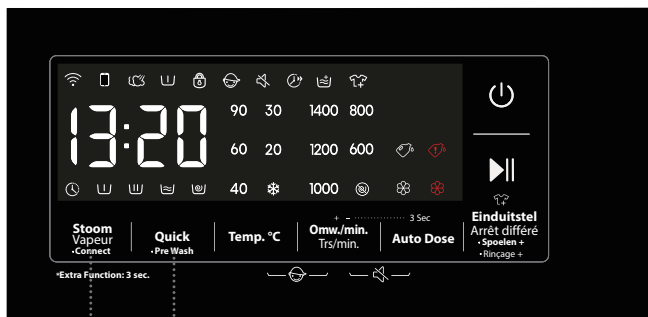 13:20
90 30 1400 800
60 20 1200 600
40 1000
+ - 3 Sec
Stoom
Vapeur
•Connect
Quick
•Pre Wash
Temp. °C
Omw./min.
Trs/min.
Auto Dose
Einduitstel
Arrêt différé
•Spoelen +
•Rinçage +
*Extra Function: 3 sec.